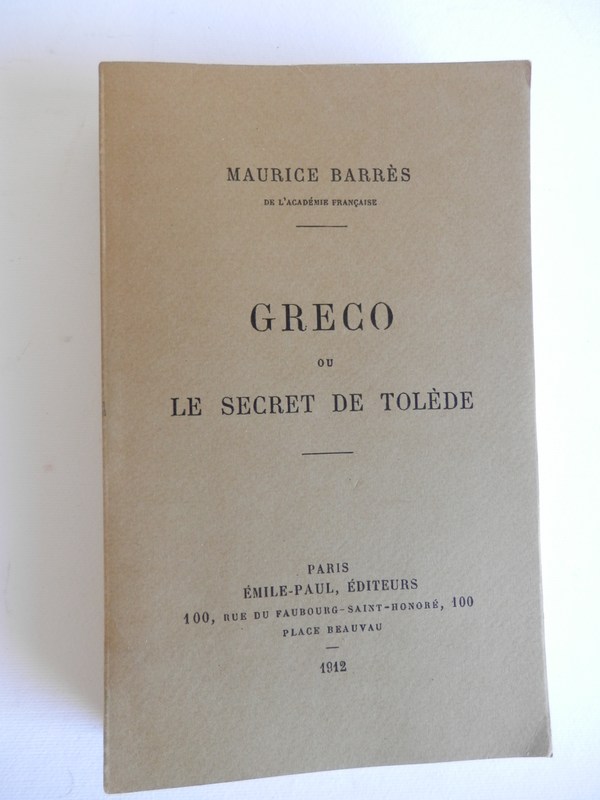 MAURICE BARRÈS
DE L'ACADÉMIE FRANÇAISE
GRECO
OU
LE SECRET DE TOLÈDE
PARIS
ÉMILE-PAUL, ÉDITEURS
100, RUE DU FAUBOURG-SAINT-HONORÉ, 100
PLACE BEAUVAU
1912